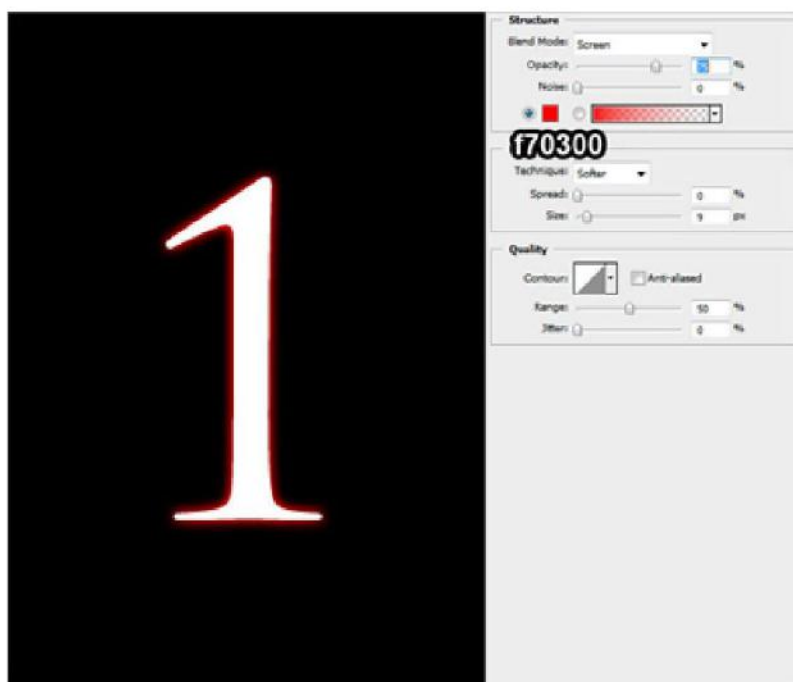 1
Structure
Blend Mode: Screen
Opacity: 75 %
Noise: 0 %
f70300
Technique: Softer
Spread: 0 %
Size: 9 px
Quality
Contour: Anti-aliased
Range: 50 %
Jitter: 0 %